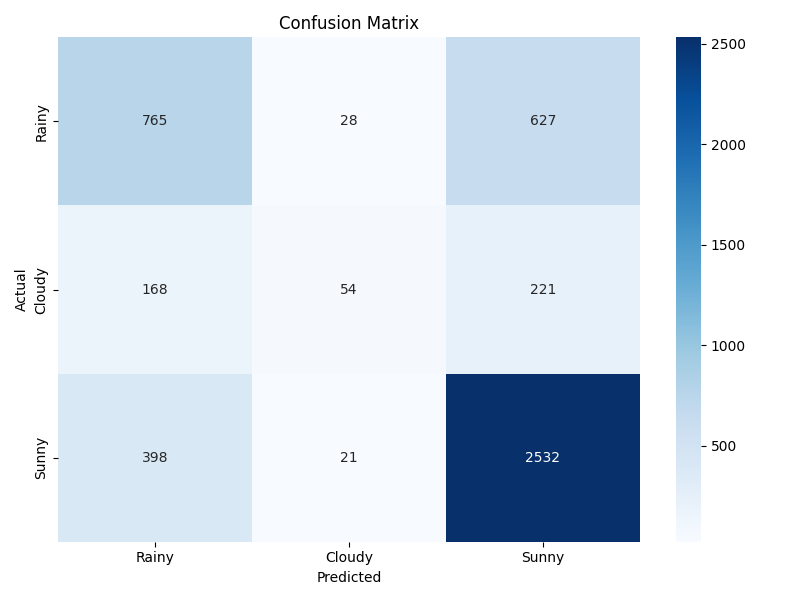 Confusion Matrix
Actual
Rainy
765 28 627
Cloudy
168 54 221
Sunny
398 21 2532
Rainy Cloudy Sunny
Predicted
2500
2000
1500
1000
500